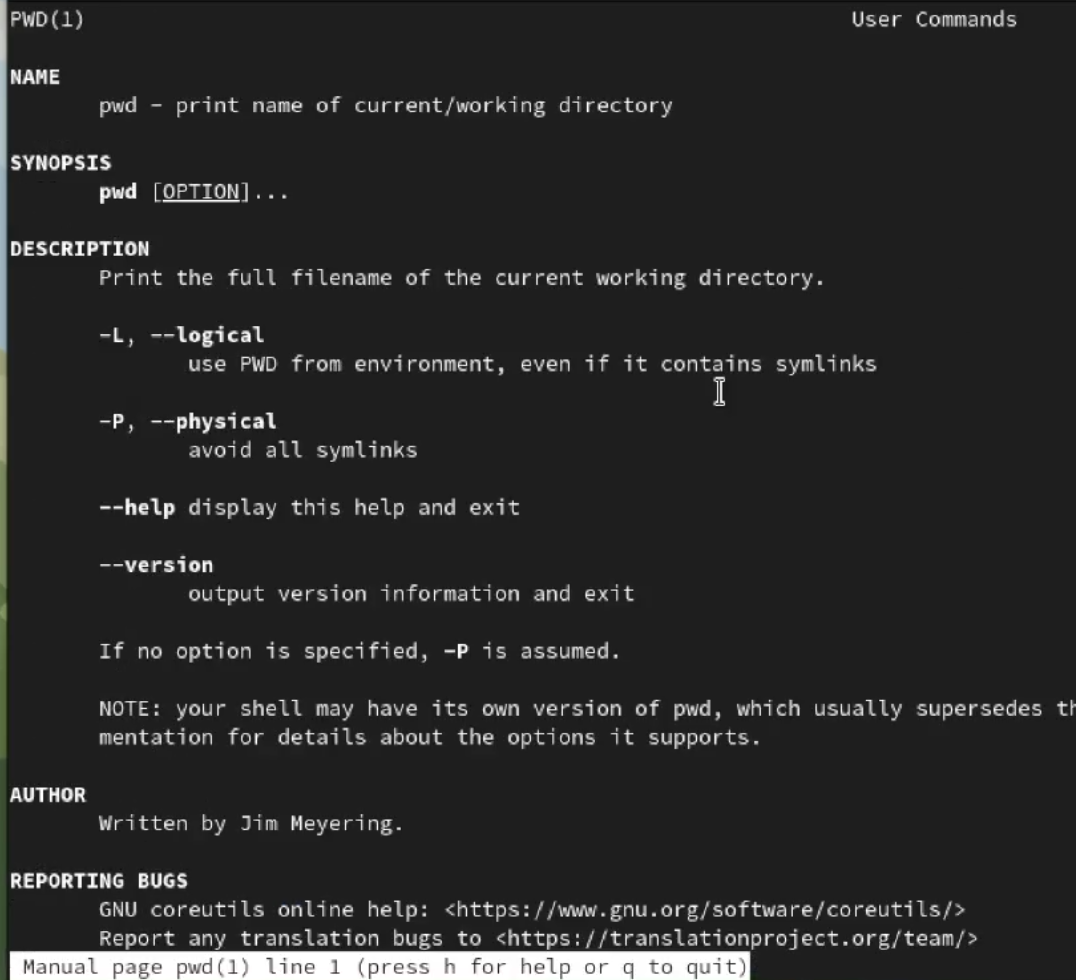 PWD(1) User Commands
NAME
pwd - print name of current/working directory
SYNOPSIS
pwd [OPTION]...
DESCRIPTION
Print the full filename of the current working directory.
-L, --logical
use PWD from environment, even if it contains symlinks
-P, --physical
avoid all symlinks
--help display this help and exit
--version
output version information and exit
If no option is specified, -P is assumed.
NOTE: your shell may have its own version of pwd, which usually supersedes
mentation for details about the options it supports.
AUTHOR
Written by Jim Meyering.
REPORTING BUGS
GNU coreutils online help: <https://www.gnu.org/software/coreutils/>
Report any translation bugs to <https://translationproject.org/team/>
Manual page pwd(1) line 1 (press h for help or q to quit)